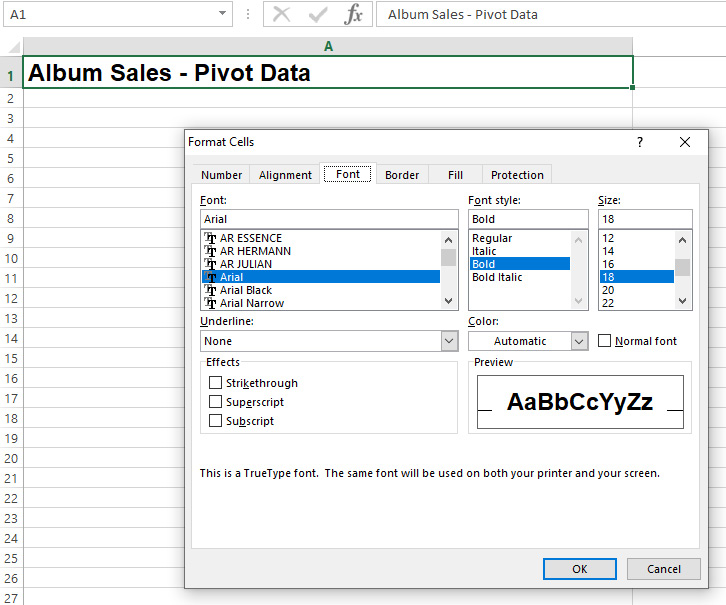 A1 fx Album Sales - Pivot Data
A
1 Album Sales - Pivot Data
2
3
4
5
6
7
8
9
10
11
12
13
14
15
16
17
18
19
20
21
22
23
24
25
26
27
Format Cells ?
Number Alignment Font Border Fill Protection
Font: Font style: Size:
Arial Bold 18
AR ESSENCE Regular 12
AR HERMANN Italic 14
AR JULIAN Bold 16
Arial Bold Italic 18
Arial Black 20
Arial Narrow 22
Underline: Color:
None Automatic Normal font
Effects Preview
Strikethrough
Superscript
Subscript
AaBbCcYyZz
This is a TrueType font. The same font will be used on both your printer and your screen.
OK Cancel